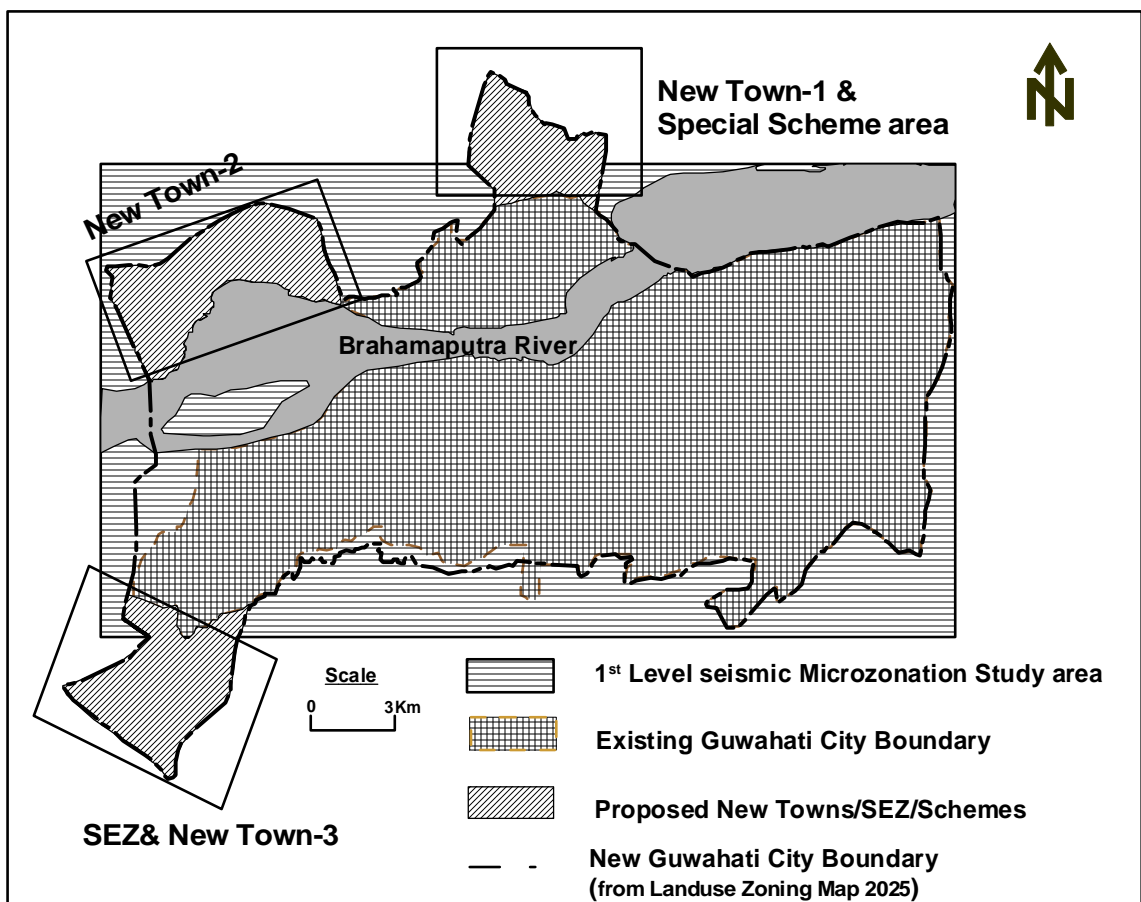 New Town-1 &
Special Scheme area
N
New Town-2
Brahamaputra River
Scale
0 3Km
1st Level seismic Microzonation Study area
Existing Guwahati City Boundary
Proposed New Towns/SEZ/Schemes
SEZ& New Town-3
New Guwahati City Boundary
(from Landuse Zoning Map 2025)